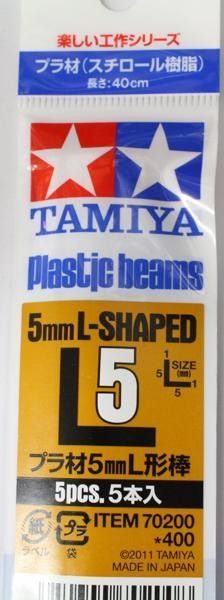 楽しい工作シリーズ
プラ材(スチロール樹脂)
長さ:40cm
TAMIYA
Plastic beams
5mm L-SHAPED
L5
1
5 SIZE (mm) 1
5
プラ材5mmL形棒
5pcs. 5本入
紙 プラ ITEM 70200
ラベル 袋 *400
©2011 TAMIYA
MADE IN JAPAN